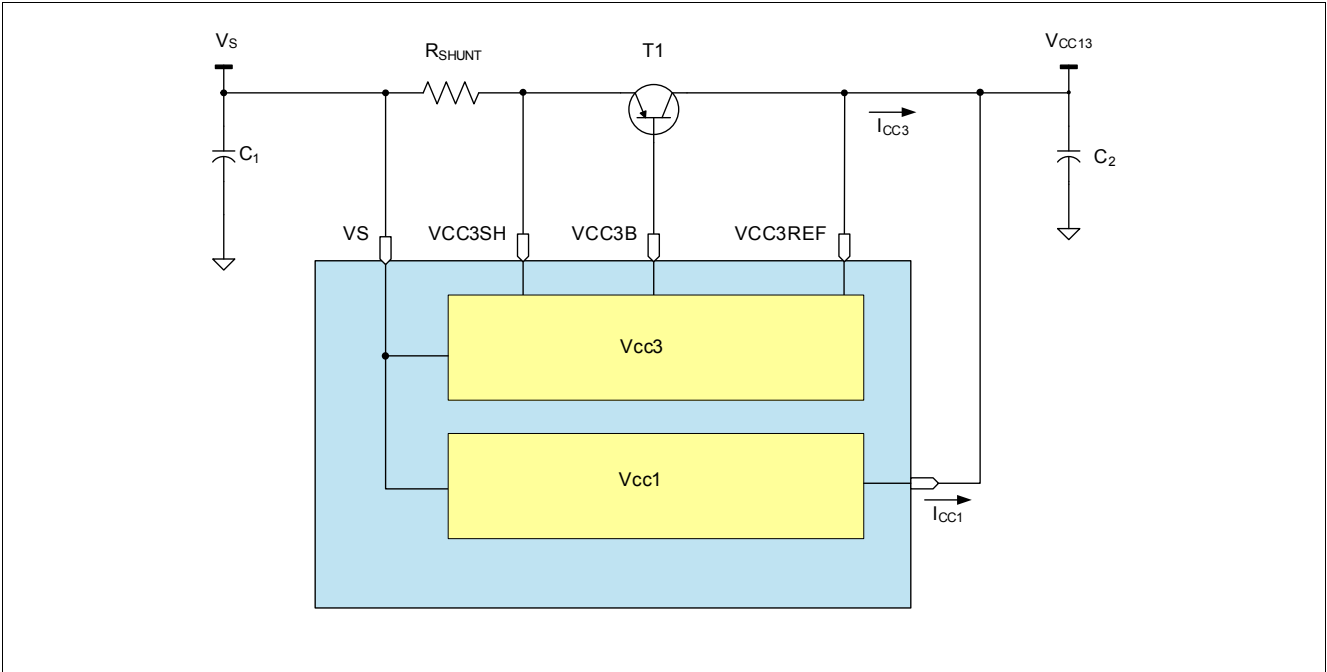 VS
RSHUNT
T1
VCC13
ICC3
C1
C2
VS
VCC3SH
VCC3B
VCC3REF
Vcc3
Vcc1
ICC1